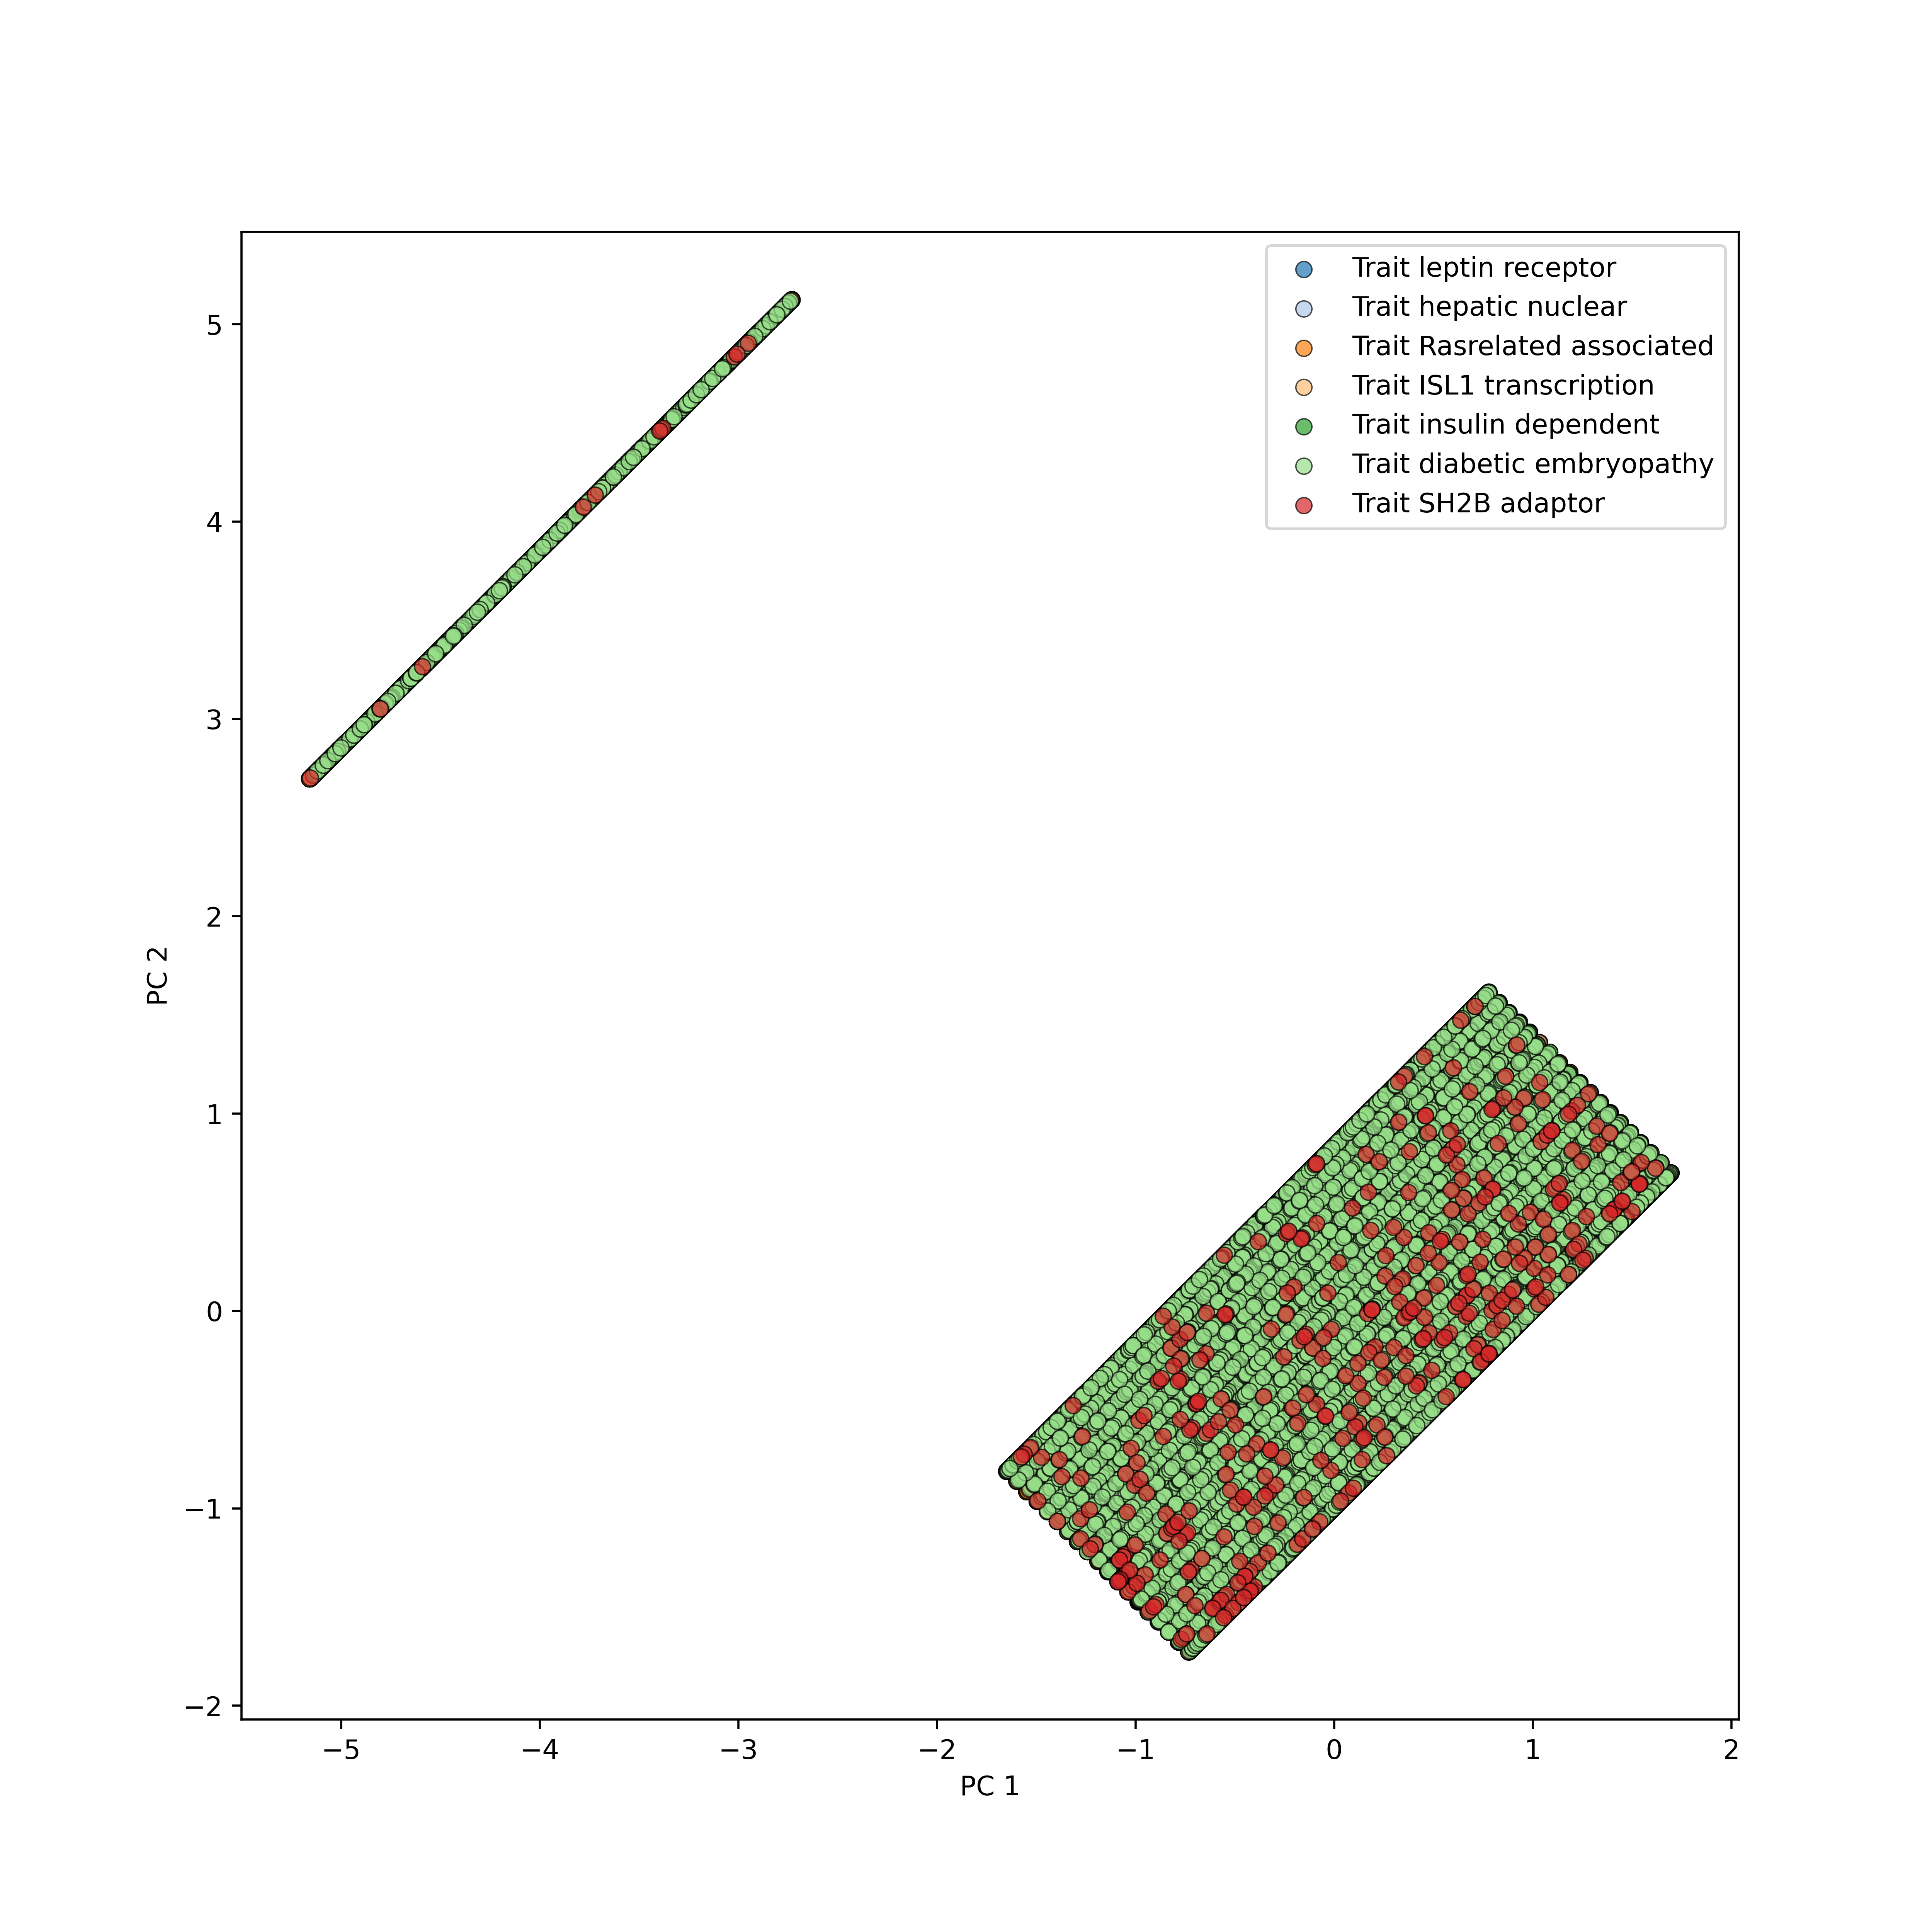 Trait leptin receptor
Trait hepatic nuclear
Trait Rasrelated associated
Trait ISL1 transcription
Trait insulin dependent
Trait diabetic embryopathy
Trait SH2B adaptor
5
4
3
2
1
0
−1
−2
PC 2
−5 −4 −3 −2 −1 0 1 2
PC 1